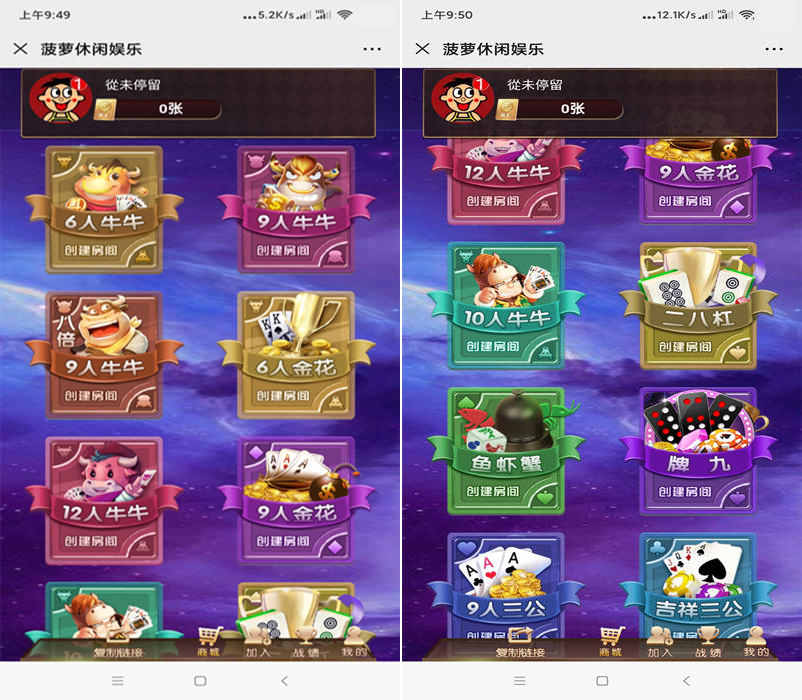 上午9:49
...5.2K/s
HD
菠萝休闲娱乐
...
1
從未停留
0张
6人牛牛
创建房间
9人牛牛
创建房间
八倍
9人牛牛
创建房间
K K
6人金花
创建房间
12人牛牛
创建房间
A A A
9人金花
创建房间
复制链接
商城
加入
战绩
我的
上午9:50
...12.1K/s
HD
菠萝休闲娱乐
...
1
從未停留
0张
12人牛牛
创建房间
9人金花
创建房间
10人牛牛
创建房间
二八杠
创建房间
鱼虾蟹
创建房间
牌九
创建房间
A A A
9人三公
创建房间
J Q K
吉祥三公
创建房间
复制链接
商城
加入
战绩
我的